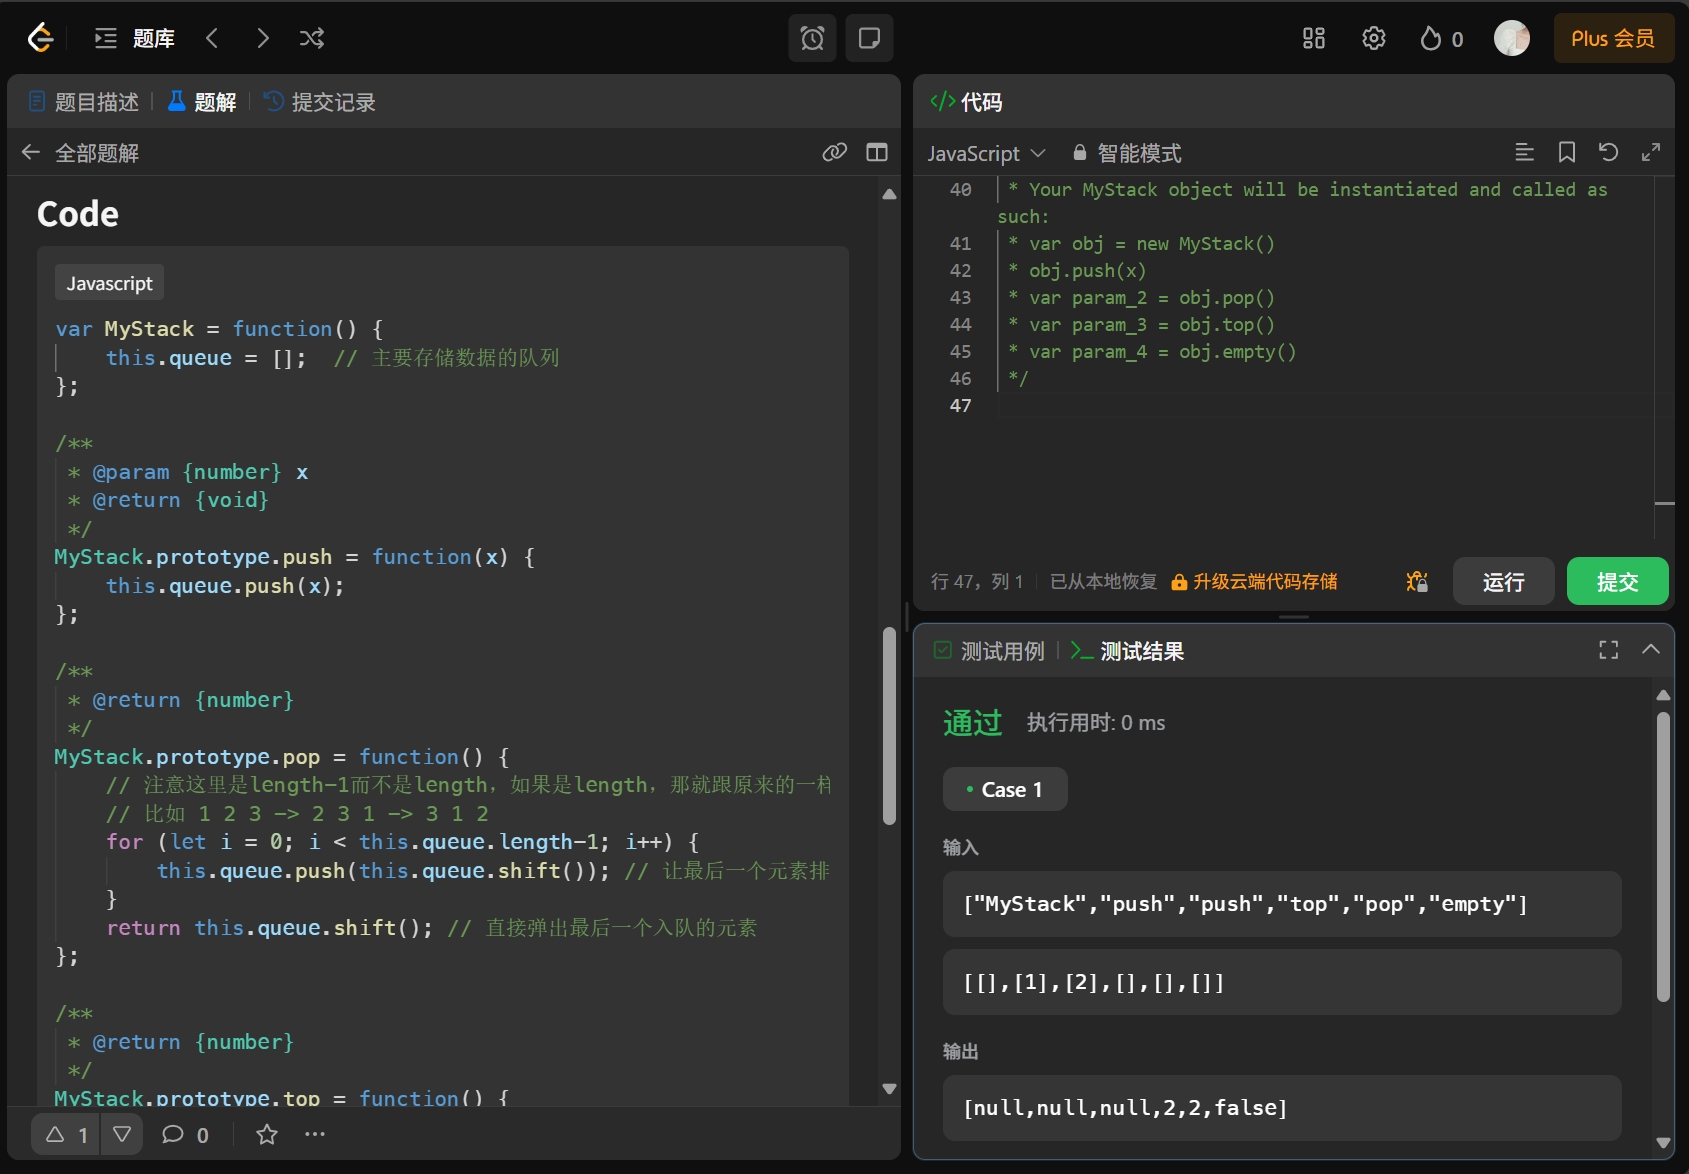 题库
0
Plus 会员
题目描述
题解
提交记录
全部题解
Code
Javascript
var MyStack = function() {
    this.queue = [];  // 主要存储数据的队列
};
/**
 * @param {number} x
 * @return {void}
 */
MyStack.prototype.push = function(x) {
    this.queue.push(x);
};
/**
 * @return {number}
 */
MyStack.prototype.pop = function() {
    // 注意这里是length-1而不是length，如果是length，那就跟原来的一样
    // 比如 1 2 3 -> 2 3 1 -> 3 1 2
    for (let i = 0; i < this.queue.length-1; i++) {
        this.queue.push(this.queue.shift()); // 让最后一个元素排
    }
    return this.queue.shift(); // 直接弹出最后一个入队的元素
};
/**
 * @return {number}
 */
MyStack.prototype.top = function() {
1
0
</> 代码
JavaScript
智能模式
40 * Your MyStack object will be instantiated and called as
such:
41 * var obj = new MyStack()
42 * obj.push(x)
43 * var param_2 = obj.pop()
44 * var param_3 = obj.top()
45 * var param_4 = obj.empty()
46 */
47
行 47，列 1
已从本地恢复
升级云端代码存储
运行
提交
测试用例
测试结果
通过
执行用时: 0 ms
• Case 1
输入
["MyStack","push","push","top","pop","empty"]
[[],[1],[2],[],[],[]]
输出
[null,null,null,2,2,false]